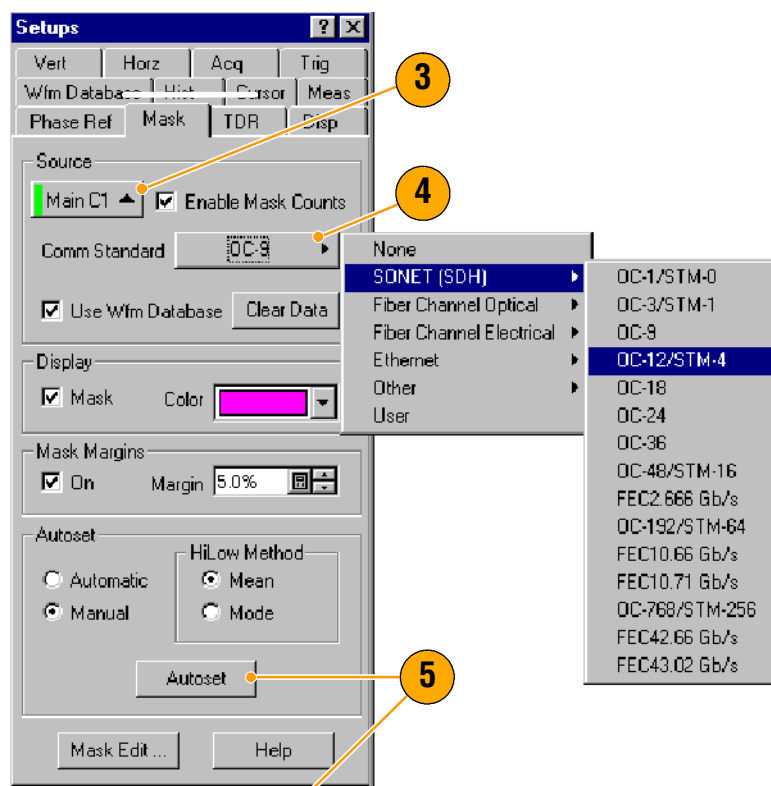 Setups ? X
Vert Horz Acq Trig
Wfm Database Hist Cursor Meas
Phase Ref Mask TDR Disp
3
Source
Main C1 Enable Mask Counts
4
Comm Standard OC-9
Use Wfm Database Clear Data
None
SONET (SDH)
Fiber Channel Optical
Fiber Channel Electrical
Ethernet
Other
User
OC-1/STM-0
OC-3/STM-1
OC-9
OC-12/STM-4
OC-18
OC-24
OC-36
OC-48/STM-16
FEC2.666 Gb/s
OC-192/STM-64
FEC10.66 Gb/s
FEC10.71 Gb/s
OC-768/STM-256
FEC42.66 Gb/s
FEC43.02 Gb/s
Display
Mask Color
Mask Margins
On Margin 5.0%
Autoset
HiLow Method
Automatic Mean
Manual Mode
Autoset
5
Mask Edit ... Help